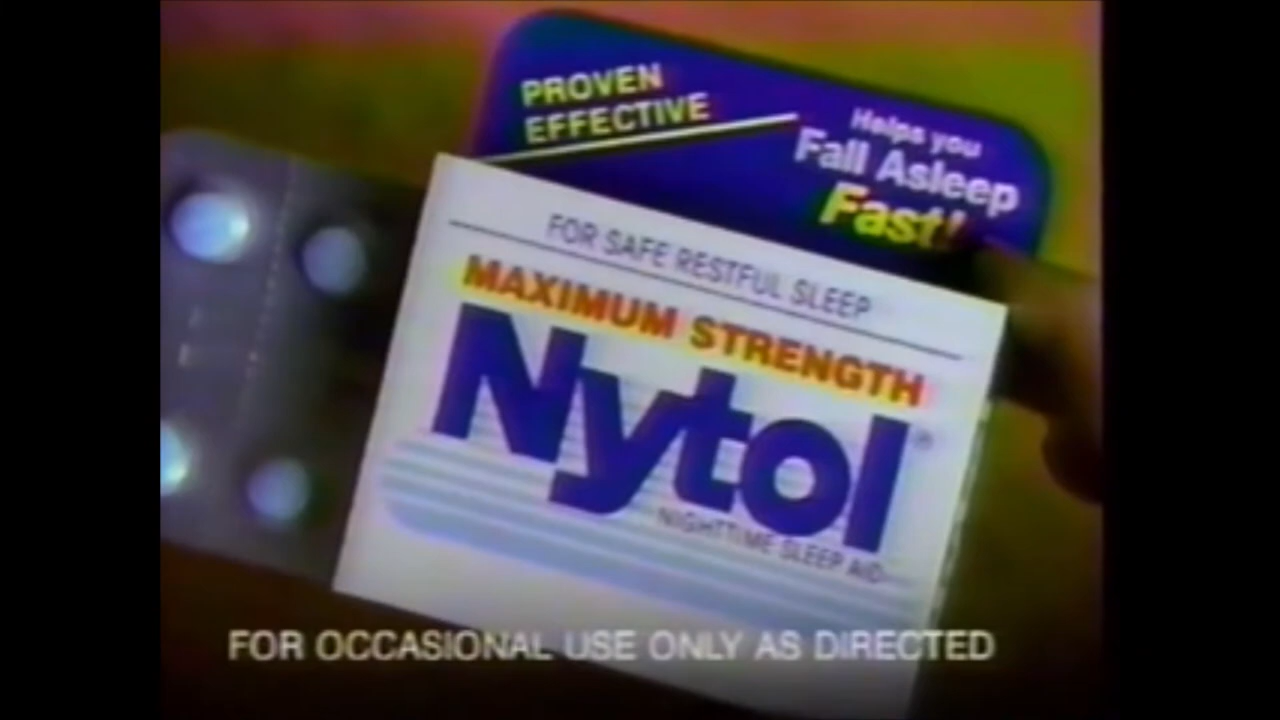 PROVEN
EFFECTIVE
Helps you
Fall Asleep
Fast!
FOR SAFE RESTFUL SLEEP
MAXIMUM STRENGTH
Nytol®
NIGHTTIME SLEEP AID
FOR OCCASIONAL USE ONLY AS DIRECTED